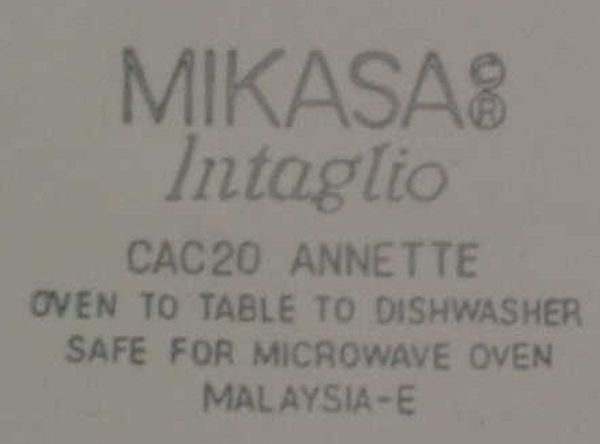 MIKASA©®
Intaglio
CAC20 ANNETTE
OVEN TO TABLE TO DISHWASHER
SAFE FOR MICROWAVE OVEN
MALAYSIA-E